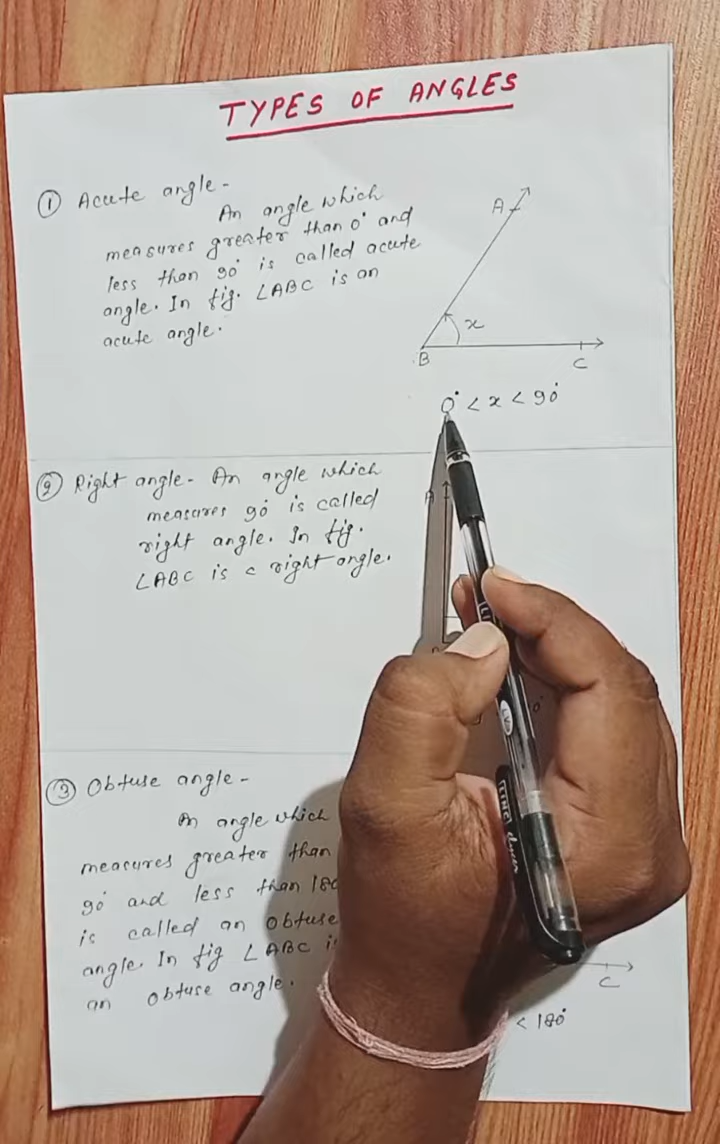 TYPES OF ANGLES
① Acute angle -
An angle which
measures greater than 0° and
less than 90° is called acute
angle. In fig. ∠ABC is an
acute angle.
A
x
B
C
0° < x < 90°
② Right angle - An angle which
measures 90° is called
right angle. In fig.
∠ABC is a right angle.
A
③ Obtuse angle -
An angle which
measures greater than
90° and less than 180
is called an obtuse
angle. In fig ∠ABC is
an obtuse angle.
C
< 180°
LINC